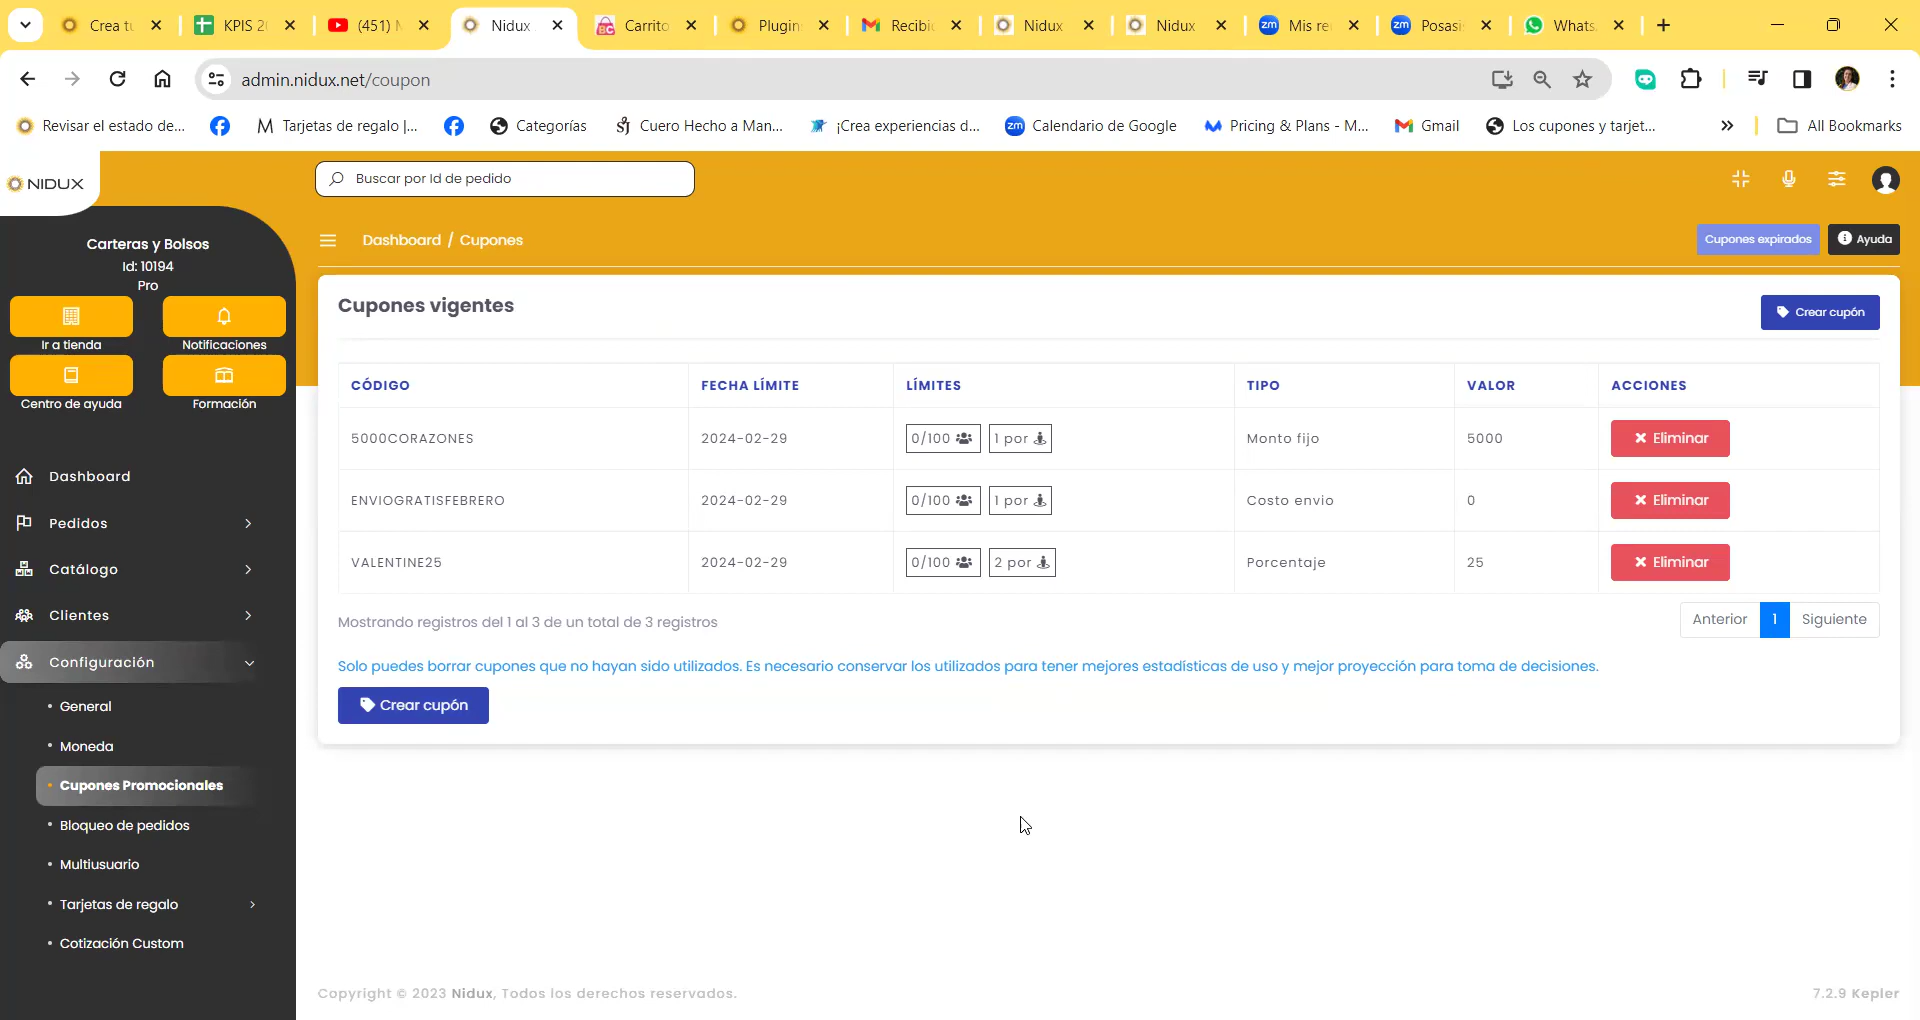 Crea tu
KPIS 20
(451) M
Nidux
Carrito
Plugin
Recibi
Nidux
Nidux
Mis re
Posasi
Whats
admin.nidux.net/coupon
Revisar el estado de...
Tarjetas de regalo |...
Categorías
Cuero Hecho a Man...
¡Crea experiencias d...
Calendario de Google
Pricing & Plans - M...
Gmail
Los cupones y tarjet...
All Bookmarks
NIDUX
Buscar por Id de pedido
Carteras y Bolsos
Id: 10194
Pro
Ir a tienda
Notificaciones
Centro de ayuda
Formación
Dashboard
Pedidos
Catálogo
Clientes
Configuración
General
Moneda
Cupones Promocionales
Bloqueo de pedidos
Multiusuario
Tarjetas de regalo
Cotización Custom
Dashboard / Cupones
Cupones expirados
Ayuda
Cupones vigentes
Crear cupón
CÓDIGO FECHA LÍMITE LÍMITES TIPO VALOR ACCIONES
5000CORAZONES 2024-02-29 0/100 1 por Monto fijo 5000 Eliminar
ENVIOGRATISFEBRERO 2024-02-29 0/100 1 por Costo envio 0 Eliminar
VALENTINE25 2024-02-29 0/100 2 por Porcentaje 25 Eliminar
Mostrando registros del 1 al 3 de un total de 3 registros
Anterior 1 Siguiente
Solo puedes borrar cupones que no hayan sido utilizados. Es necesario conservar los utilizados para tener mejores estadísticas de uso y mejor proyección para toma de decisiones.
Crear cupón
Copyright © 2023 Nidux, Todos los derechos reservados.
7.2.9 Kepler